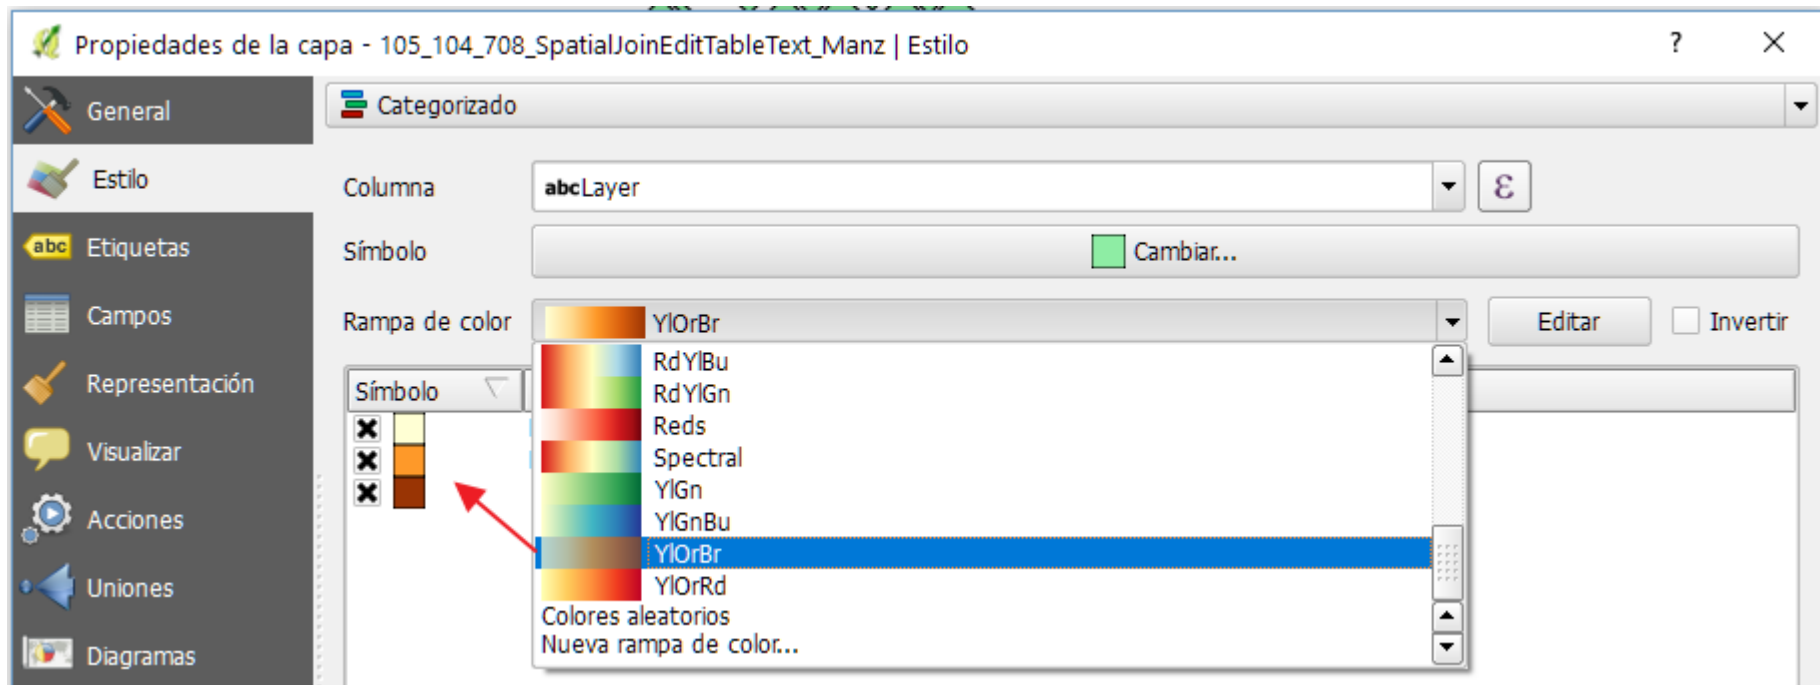 Propiedades de la capa - 105_104_708_SpatialJoinEditTableText_Manz | Estilo
?
General
Categorizado
Estilo
Columna
abcLayer
ε
abc Etiquetas
Símbolo
Cambiar...
Campos
Rampa de color
YlOrBr
Editar
Invertir
Representación
Símbolo
Visualizar
Acciones
Uniones
Diagramas
RdYlBu
RdYlGn
Reds
Spectral
YlGn
YlGnBu
YlOrBr
YlOrRd
Colores aleatorios
Nueva rampa de color...